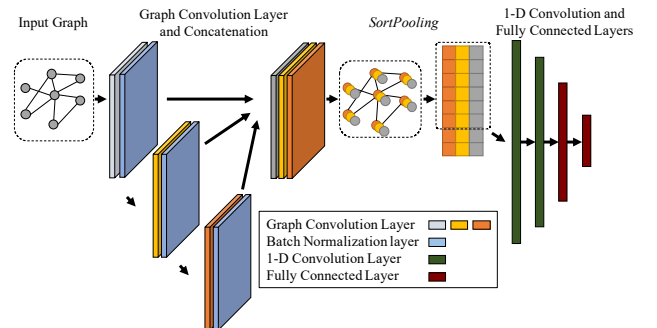 Input Graph
Graph Convolution Layer
and Concatenation
SortPooling
1-D Convolution and
Fully Connected Layers
Graph Convolution Layer
Batch Normalization layer
1-D Convolution Layer
Fully Connected Layer